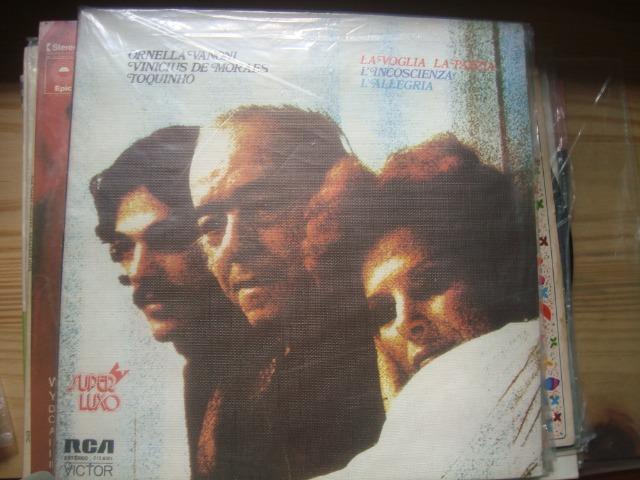 ORNELLA VANONI
VINICIUS DE MORAES
TOQUINHO
LA VOGLIA LA PAZZIA
L'INCOSCIENZA
L'ALLEGRIA
Stereo
Epic
SUPER
LUXO
RCA
VICTOR